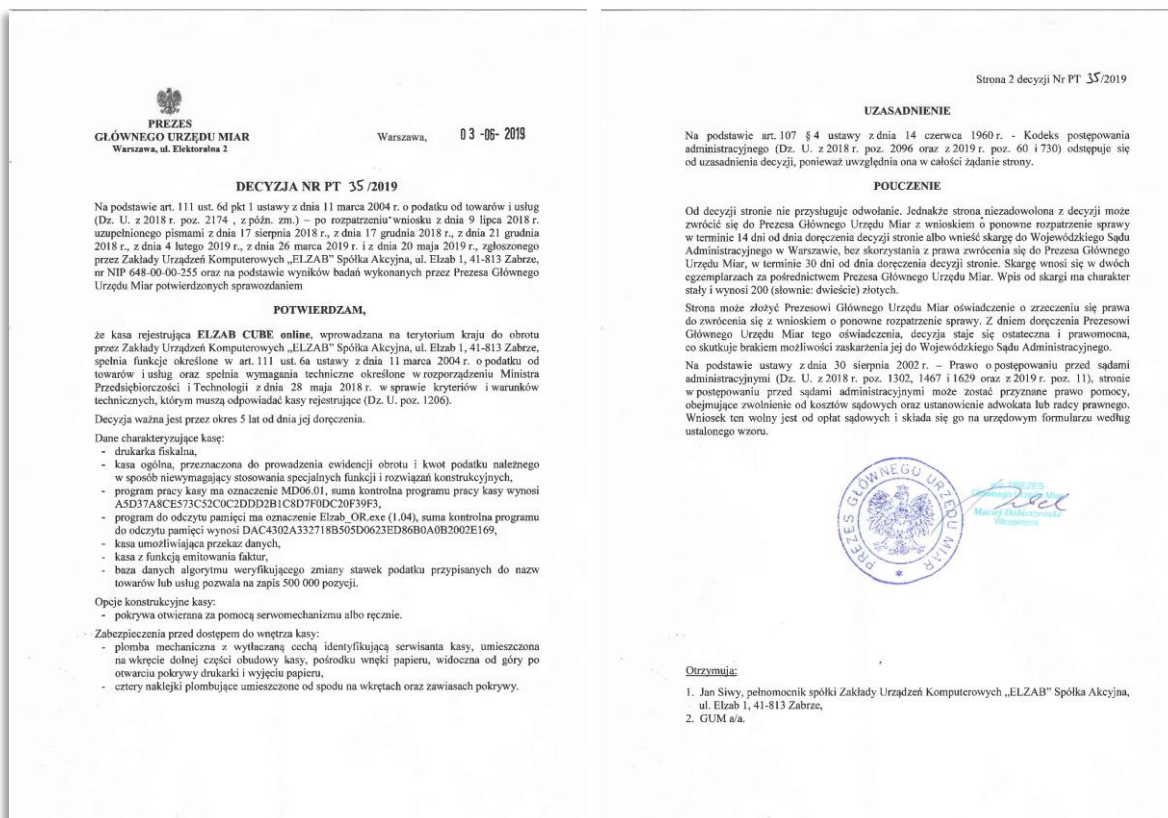 PREZES
GŁÓWNEGO URZĘDU MIAR
Warszawa, ul. Elektoralna 2
Warszawa, 03 -06- 2019
DECYZJA NR PT 35/2019
Na podstawie art. 111 ust. 6d pkt 1 ustawy z dnia 11 marca 2004 r. o podatku od towarów i usług
(Dz. U. z 2018 r. poz. 2174 , z późn. zm.) – po rozpatrzeniu wniosku z dnia 9 lipca 2018 r.
uzupełnionego pismami z dnia 17 sierpnia 2018 r., z dnia 17 grudnia 2018 r., z dnia 21 grudnia
2018 r., z dnia 4 lutego 2019 r., z dnia 26 marca 2019 r. i z dnia 20 maja 2019 r., zgłoszonego
przez Zakłady Urządzeń Komputerowych „ELZAB” Spółka Akcyjna, ul. Elzab 1, 41-813 Zabrze,
nr NIP 648-00-00-255 oraz na podstawie wyników badań wykonanych przez Prezesa Głównego
Urzędu Miar potwierdzonych sprawozdaniem
POTWIERDZAM,
że kasa rejestrująca ELZAB CUBE online, wprowadzana na terytorium kraju do obrotu
przez Zakłady Urządzeń Komputerowych „ELZAB” Spółka Akcyjna, ul. Elzab 1, 41-813 Zabrze,
spełnia funkcje określone w art. 111 ust. 6a ustawy z dnia 11 marca 2004 r. o podatku od
towarów i usług oraz spełnia wymagania techniczne określone w rozporządzeniu Ministra
Przedsiębiorczości i Technologii z dnia 28 maja 2018 r. w sprawie kryteriów i warunków
technicznych, którym muszą odpowiadać kasy rejestrujące (Dz. U. poz. 1206).
Decyzja ważna jest przez okres 5 lat od dnia jej doręczenia.
Dane charakteryzujące kasę:
- drukarka fiskalna,
- kasa ogólna, przeznaczona do prowadzenia ewidencji obrotu i kwot podatku należnego
w sposób niewymagający stosowania specjalnych funkcji i rozwiązań konstrukcyjnych,
- program pracy kasy ma oznaczenie MD06.01, suma kontrolna programu pracy kasy wynosi
A5D37A8CE573C52C0C2DDD2B1C8D7F0DC20F39F3,
- program do odczytu pamięci ma oznaczenie Elzab_OR.exe (1.04), suma kontrolna programu
do odczytu pamięci wynosi DAC4302A332718B505D0623ED86B0A0B2002E169,
- kasa umożliwiająca przekaz danych,
- kasa z funkcją emitowania faktur,
- baza danych algorytmu weryfikującego zmiany stawek podatku przypisanych do nazw
towarów lub usług pozwala na zapis 500 000 pozycji.
Opcje konstrukcyjne kasy:
- pokrywa otwierana za pomocą serwomechanizmu albo ręcznie.
Zabezpieczenia przed dostępem do wnętrza kasy:
- plomba mechaniczna z wytłaczaną cechą identyfikującą serwisanta kasy, umieszczona
na wkręcie dolnej części obudowy kasy, pośrodku wnęki papieru, widoczna od góry po
otwarciu pokrywy drukarki i wyjęciu papieru,
- cztery naklejki plombujące umieszczone od spodu na wkrętach oraz zawiasach pokrywy.
Strona 2 decyzji Nr PT 35/2019
UZASADNIENIE
Na podstawie art. 107 § 4 ustawy z dnia 14 czerwca 1960 r. - Kodeks postępowania
administracyjnego (Dz. U. z 2018 r. poz. 2096 oraz z 2019 r. poz. 60 i 730) odstępuje się
od uzasadnienia decyzji, ponieważ uwzględnia ona w całości żądanie strony.
POUCZENIE
Od decyzji stronie nie przysługuje odwołanie. Jednakże strona niezadowolona z decyzji może
zwrócić się do Prezesa Głównego Urzędu Miar z wnioskiem o ponowne rozpatrzenie sprawy
w terminie 14 dni od dnia doręczenia decyzji stronie albo wnieść skargę do Wojewódzkiego Sądu
Administracyjnego w Warszawie, bez skorzystania z prawa zwrócenia się do Prezesa Głównego
Urzędu Miar, w terminie 30 dni od dnia doręczenia decyzji stronie. Skargę wnosi się w dwóch
egzemplarzach za pośrednictwem Prezesa Głównego Urzędu Miar. Wpis od skargi ma charakter
stały i wynosi 200 (słownie: dwieście) złotych.
Strona może złożyć Prezesowi Głównego Urzędu Miar oświadczenie o zrzeczeniu się prawa
do zwrócenia się z wnioskiem o ponowne rozpatrzenie sprawy. Z dniem doręczenia Prezesowi
Głównego Urzędu Miar tego oświadczenia, decyzja staje się ostateczna i prawomocna,
co skutkuje brakiem możliwości zaskarżenia jej do Wojewódzkiego Sądu Administracyjnego.
Na podstawie ustawy z dnia 30 sierpnia 2002 r. – Prawo o postępowaniu przed sądami
administracyjnymi (Dz. U. z 2018 r. poz. 1302, 1467 i 1629 oraz z 2019 r. poz. 11), stronie
w postępowaniu przed sądami administracyjnymi może zostać przyznane prawo pomocy,
obejmujące zwolnienie od kosztów sądowych oraz ustanowienie adwokata lub radcy prawnego.
Wniosek ten wolny jest od opłat sądowych i składa się go na urzędowym formularzu według
ustalonego wzoru.
PREZES GŁÓWNEGO URZĘDU MIAR
PREZES
Maciej Dobieszewski
Wiceprezes
Otrzymują:
1. Jan Siwy, pełnomocnik spółki Zakłady Urządzeń Komputerowych „ELZAB” Spółka Akcyjna,
ul. Elzab 1, 41-813 Zabrze,
2. GUM a/a.